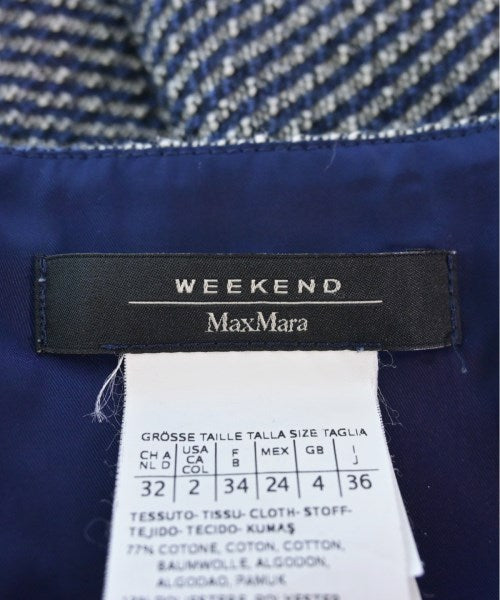 WEEKEND
MaxMara
GRÖSSE TAILLE TALLA SIZE TAGLIA
CH A NL D USA CA COL F B MEX GB I J
32 2 34 24 4 36
TESSUTO-TISSU-CLOTH-STOFF-
TEJIDO-TECIDO-KUMAŞ
77% COTONE, COTON, COTTON,
BAUMWOLLE, ALGODON,
ALGODAO, PAMUK